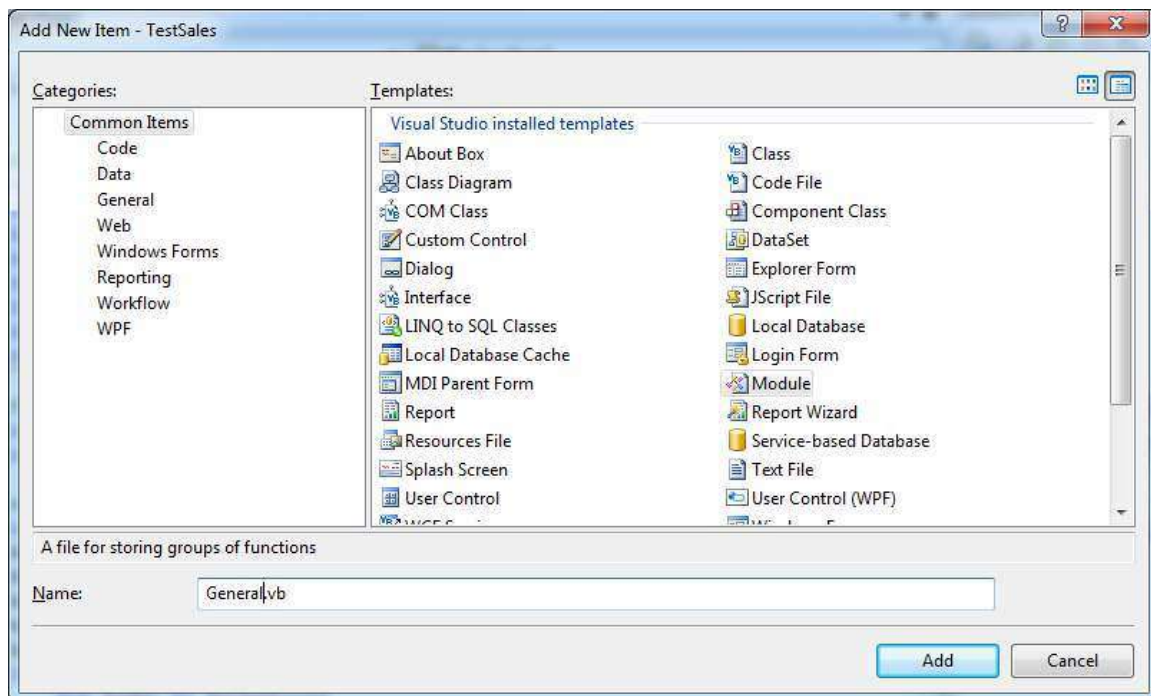 Add New Item - TestSales
Categories:
Common Items
Code
Data
General
Web
Windows Forms
Reporting
Workflow
WPF
Templates:
Visual Studio installed templates
About Box
Class
Class Diagram
Code File
COM Class
Component Class
Custom Control
DataSet
Dialog
Explorer Form
Interface
JScript File
LINQ to SQL Classes
Local Database
Local Database Cache
Login Form
MDI Parent Form
Module
Report
Report Wizard
Resources File
Service-based Database
Splash Screen
Text File
User Control
User Control (WPF)
A file for storing groups of functions
Name:
General.vb
Add
Cancel